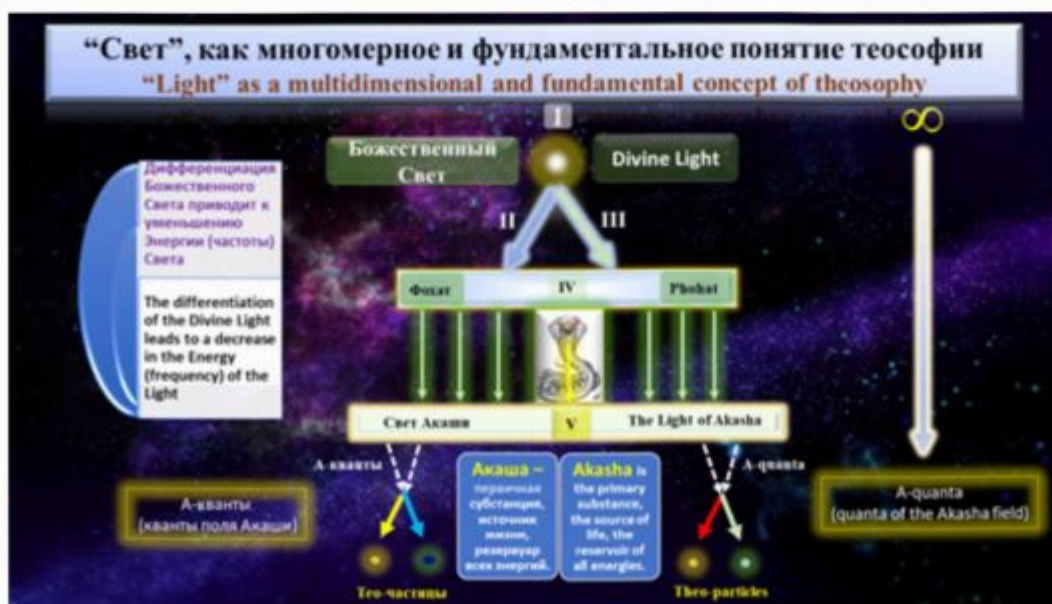 “Свет”, как многомерное и фундаментальное понятие теософии
“Light” as a multidimensional and fundamental concept of theosophy
I
∞
Божественный
Свет
Divine Light
Дифференциация
Божественного
Света приводит к
уменьшению
Энергии (частоты)
Света
The differentiation
of the Divine Light
leads to a decrease
in the Energy
(frequency) of the
Light
II
III
Фохат
IV
Phohat
Свет Акаши
V
The Light of Akasha
А-кванты
A-quanta
А-кванты
(кванты поля Акаши)
Акаша –
первичная
субстанция,
источник
жизни,
резервуар
всех энергий.
Akasha is
the primary
substance,
the source of
life, the
reservoir of
all energies.
A-quanta
(quanta of the Akasha field)
Тео-частицы
Theo-particles